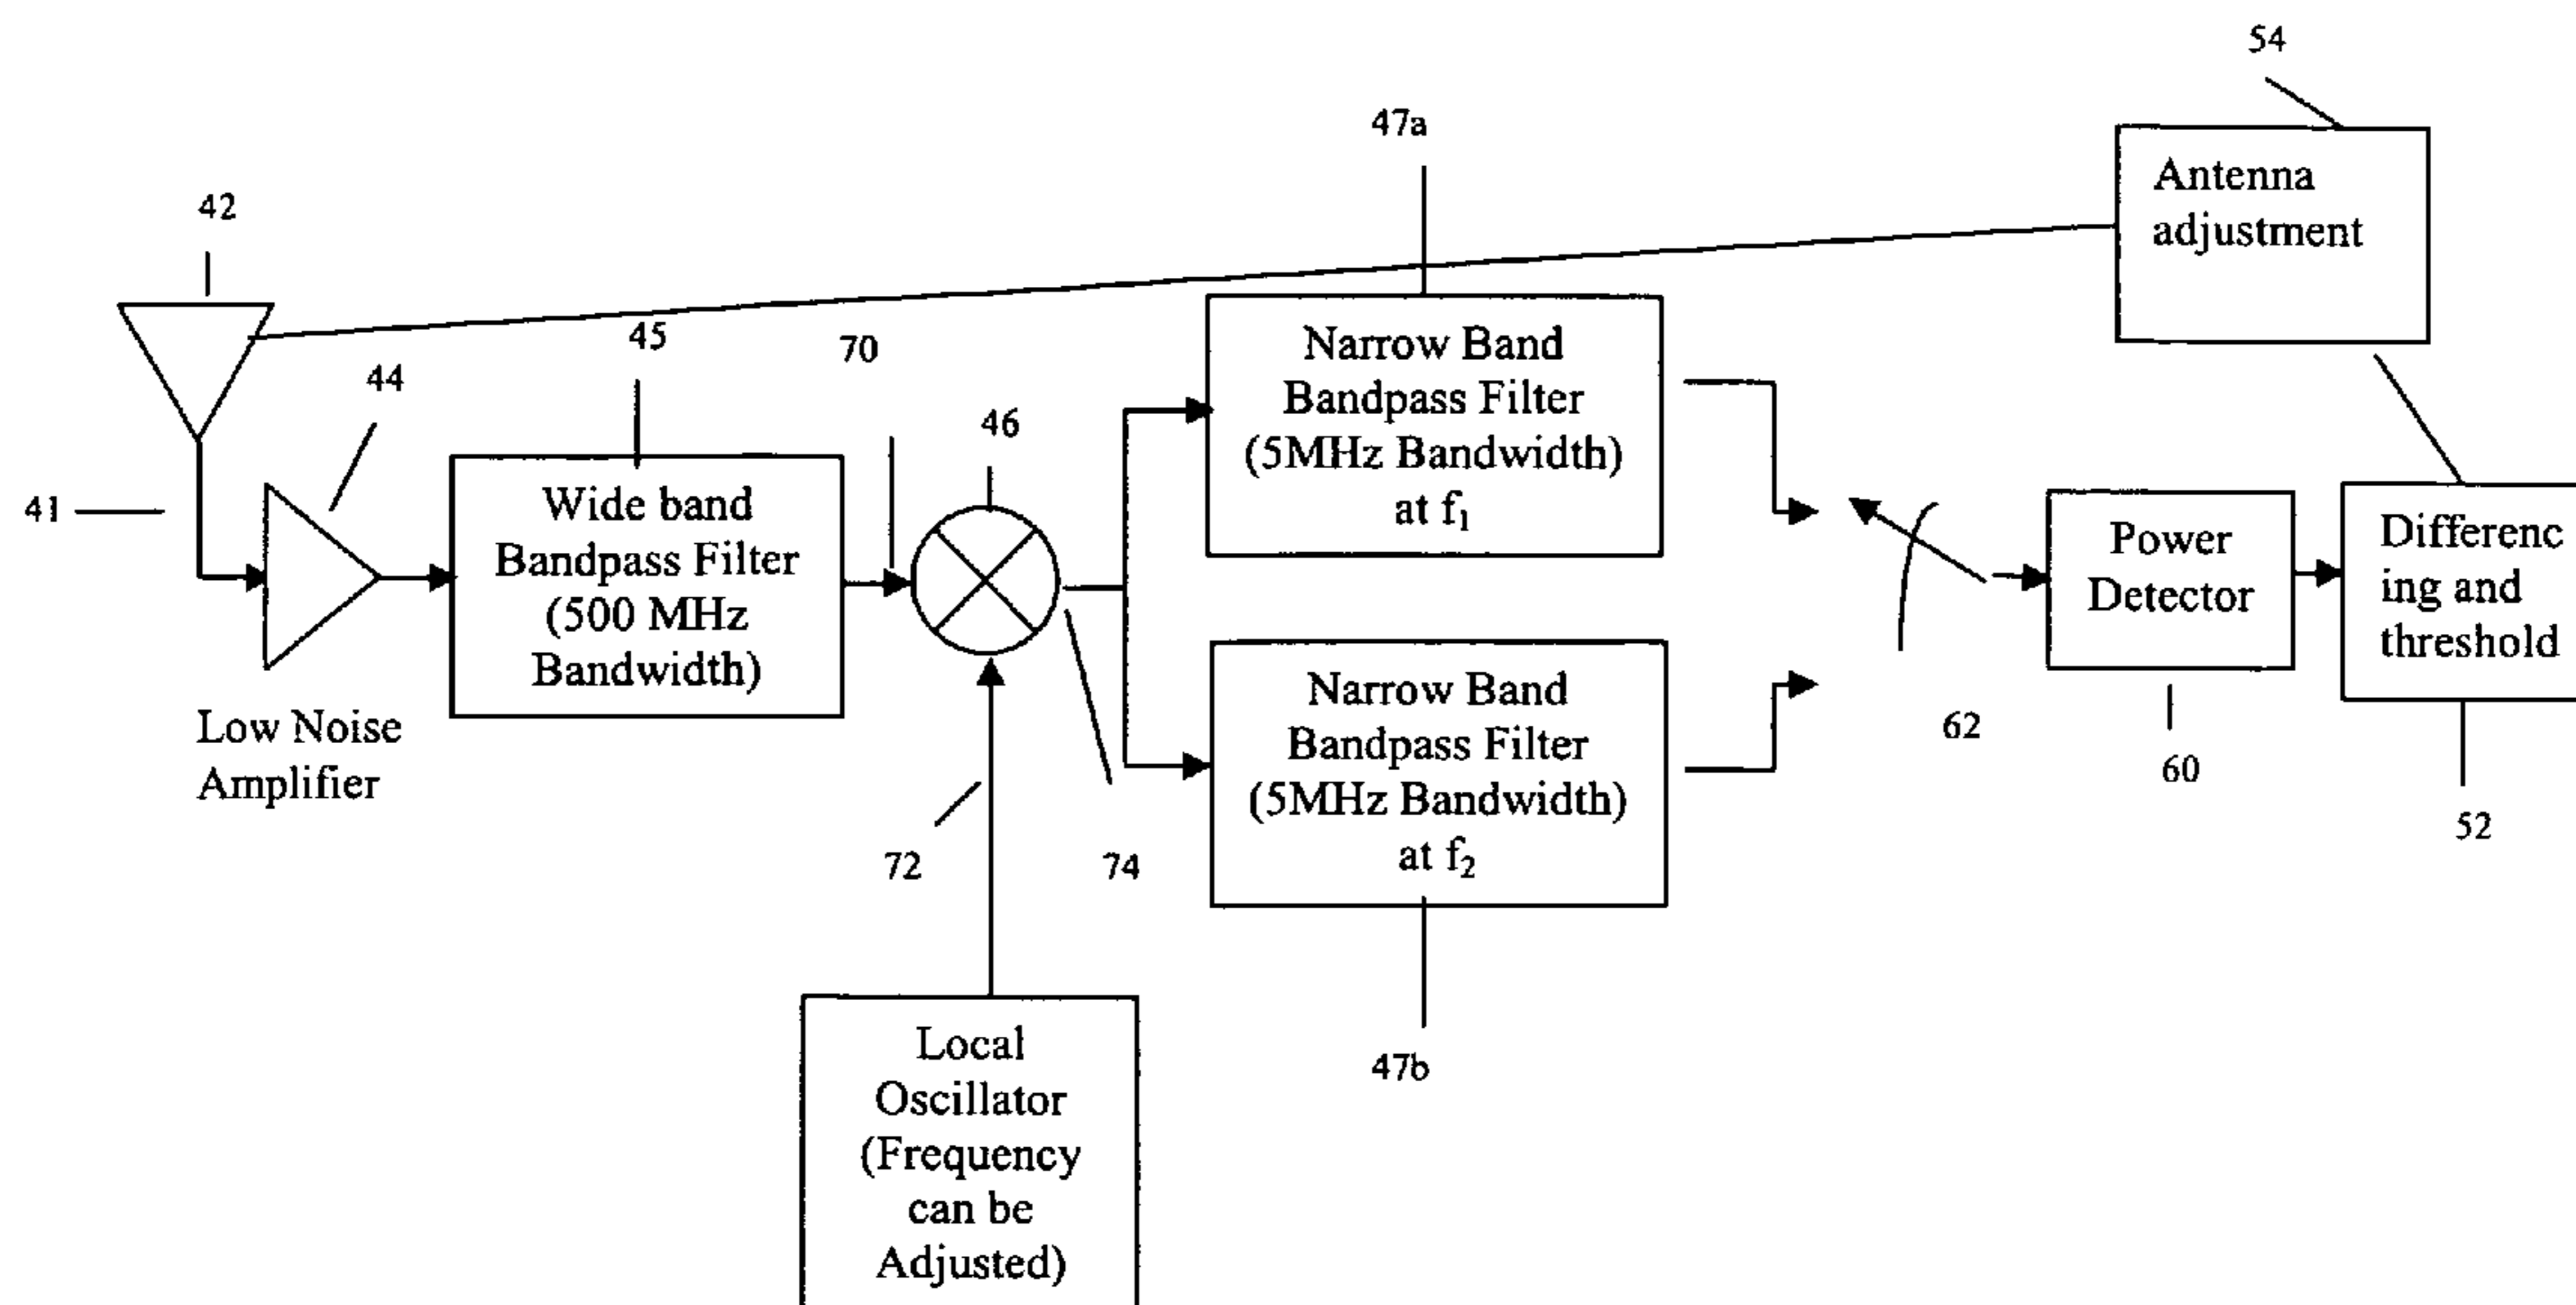 54
47a
Antenna
adjustment
42
45
70
44
46
41
Wide band
Bandpass Filter
(500 MHz
Bandwidth)
Narrow Band
Bandpass Filter
(5MHz Bandwidth)
at f₁
Power
Detector
Differenc
ing and
threshold
Low Noise
Amplifier
Narrow Band
Bandpass Filter
(5MHz Bandwidth)
at f₂
62
60
52
72
74
47b
Local
Oscillator
(Frequency
can be
Adjusted)